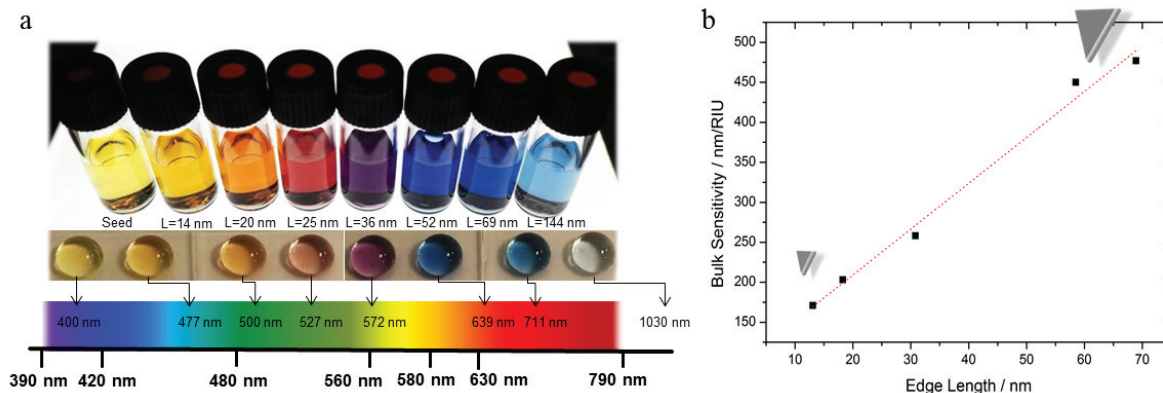 a
Seed L=14 nm L=20 nm L=25 nm L=36 nm L=52 nm L=69 nm L=144 nm
400 nm 477 nm 500 nm 527 nm 572 nm 639 nm 711 nm 1030 nm
390 nm 420 nm 480 nm 560 nm 580 nm 630 nm 790 nm
b
Bulk Sensitivity / nm/RIU
500
450
400
350
300
250
200
150
10 20 30 40 50 60 70
Edge Length / nm